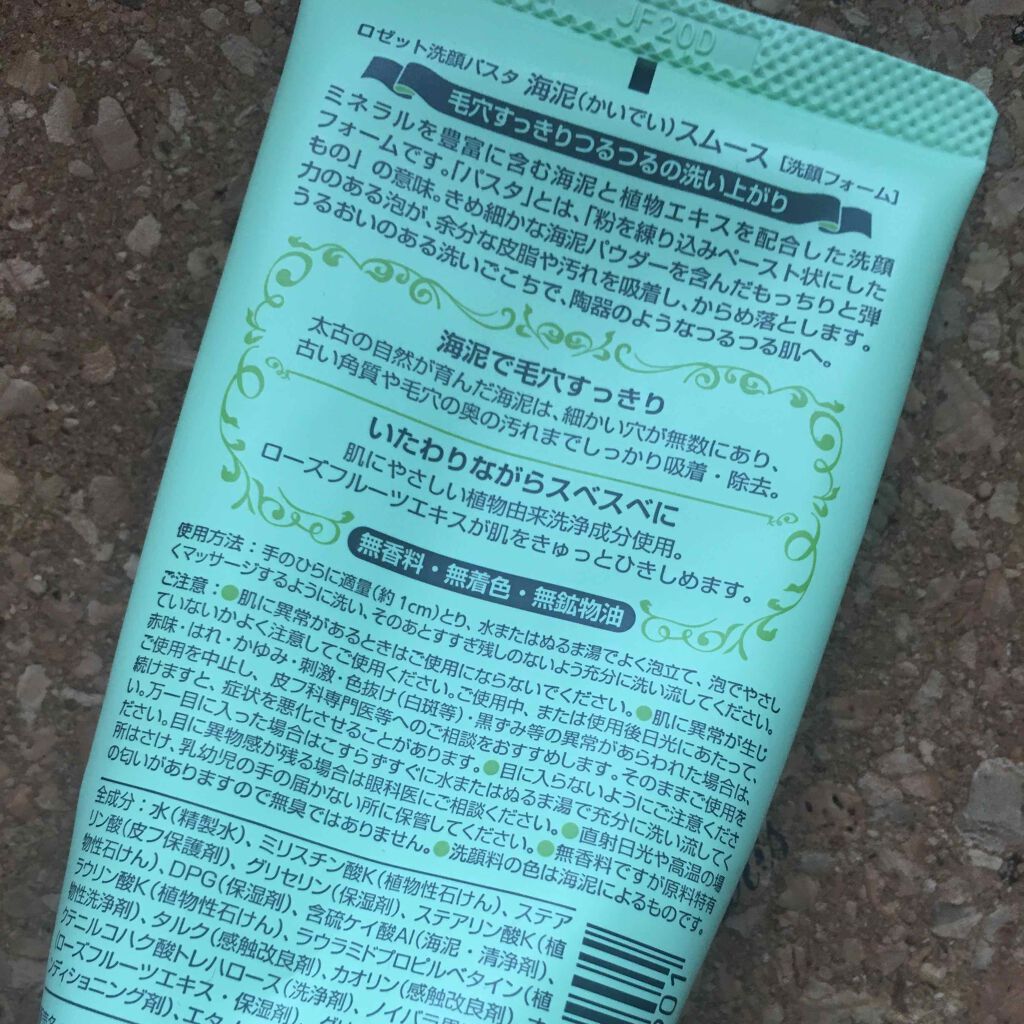 JF20D
ロゼット洗顔パスタ 海泥(かいでい)スムース [洗顔フォーム]
毛穴すっきりつるつるの洗い上がり
ミネラルを豊富に含む海泥と植物エキスを配合した洗顔
フォームです。「パスタ」とは、「粉を練り込みペースト状にした
もの」の意味。きめ細かな海泥パウダーを含んだもっちりと弾
力のある泡が、余分な皮脂や汚れを吸着し、からめ落とします。
うるおいのある洗いごこちで、陶器のようなつるつる肌へ。
海泥で毛穴すっきり
太古の自然が育んだ海泥は、細かい穴が無数にあり、
古い角質や毛穴の奥の汚れまでしっかり吸着・除去。
いたわりながらスベスベに
肌にやさしい植物由来洗浄成分使用。
ローズフルーツエキスが肌をきゅっとひきしめます。
無香料・無着色・無鉱物油
使用方法：手のひらに適量(約1cm)とり、水またはぬるま湯でよく泡立て、泡でやさし
くマッサージするように洗い、そのあとすすぎ残しのないよう充分に洗い流してください。
ご注意：●肌に異常があるときはご使用にならないでください。●肌に異常が生じ
ていないかよく注意してご使用ください。ご使用中、または使用後日光にあたって、
赤味・はれ・かゆみ・刺激・色抜け(白斑等)・黒ずみ等の異常があらわれた場合は、
ご使用を中止し、皮フ科専門医等へのご相談をおすすめします。そのままご使用を
続けますと、症状を悪化させることがあります。●目に入らないようにご注意くださ
い。万一目に入った場合はこすらずすぐに水またはぬるま湯で充分に洗い流してく
ださい。目に異物感が残る場合は眼科医にご相談ください。●直射日光や高温の場
所はさけ、乳幼児の手の届かない所に保管してください。●無香料ですが原料特有
の匂いがありますので無臭ではありません。●洗顔料の色は海泥によるものです。
全成分：水(精製水)、ミリスチン酸K(植物性石けん)、ステア
リン酸(皮フ保護剤)、グリセリン(保湿剤)、ステアリン酸K(植
物性石けん)、DPG(保湿剤)、含硫ケイ酸Al(海泥・清浄剤)、
ラウリン酸K(植物性石けん)、ラウラミドプロピルベタイン(植
物性洗浄剤)、タルク(感触改良剤)、カオリン(感触改良剤)、
クテニルコハク酸トレハロース(洗浄剤)、ノイバラ果
ローズフルーツエキス・保湿剤)、
ンディショニング剤)、エタ